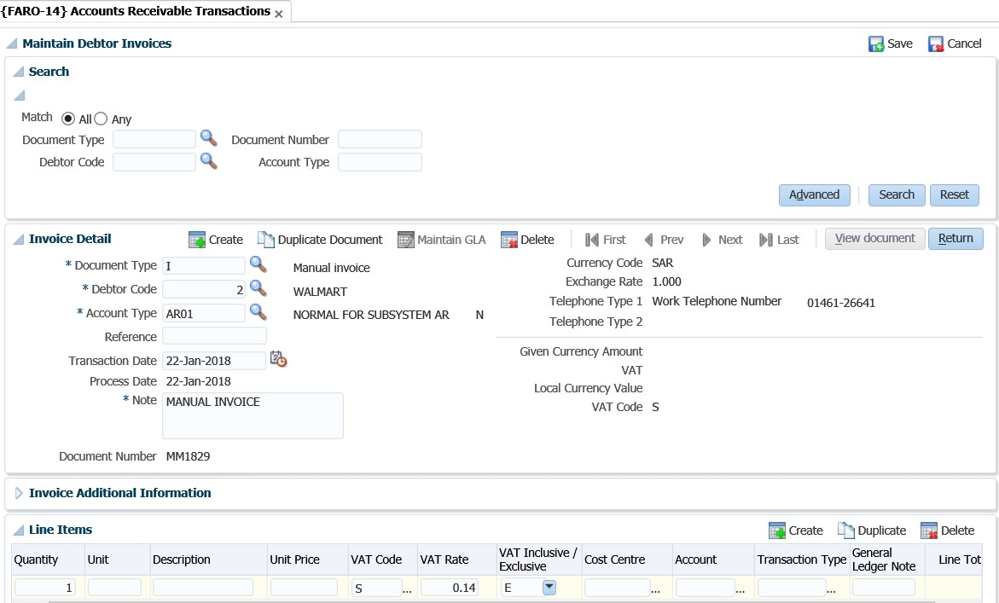 {FARO-14} Accounts Receivable Transactions
Maintain Debtor Invoices Save Cancel
Search
Match All Any
Document Type Document Number
Debtor Code Account Type
Advanced Search Reset
Invoice Detail Create Duplicate Document Maintain GLA Delete First Prev Next Last View document Return
* Document Type I Manual invoice Currency Code SAR
Exchange Rate 1.000
* Debtor Code 2 WALMART
Telephone Type 1 Work Telephone Number 01461-26641
* Account Type AR01 NORMAL FOR SUBSYSTEM AR N
Telephone Type 2
Reference
Given Currency Amount
Transaction Date 22-Jan-2018
VAT
Process Date 22-Jan-2018
Local Currency Value
* Note MANUAL INVOICE
VAT Code S
Document Number MM1829
Invoice Additional Information
Line Items Create Duplicate Delete
Quantity Unit Description Unit Price VAT Code VAT Rate VAT Inclusive / Exclusive Cost Centre Account Transaction Type General Ledger Note Line Tot
1 S ... 0.14 E ... ... ...